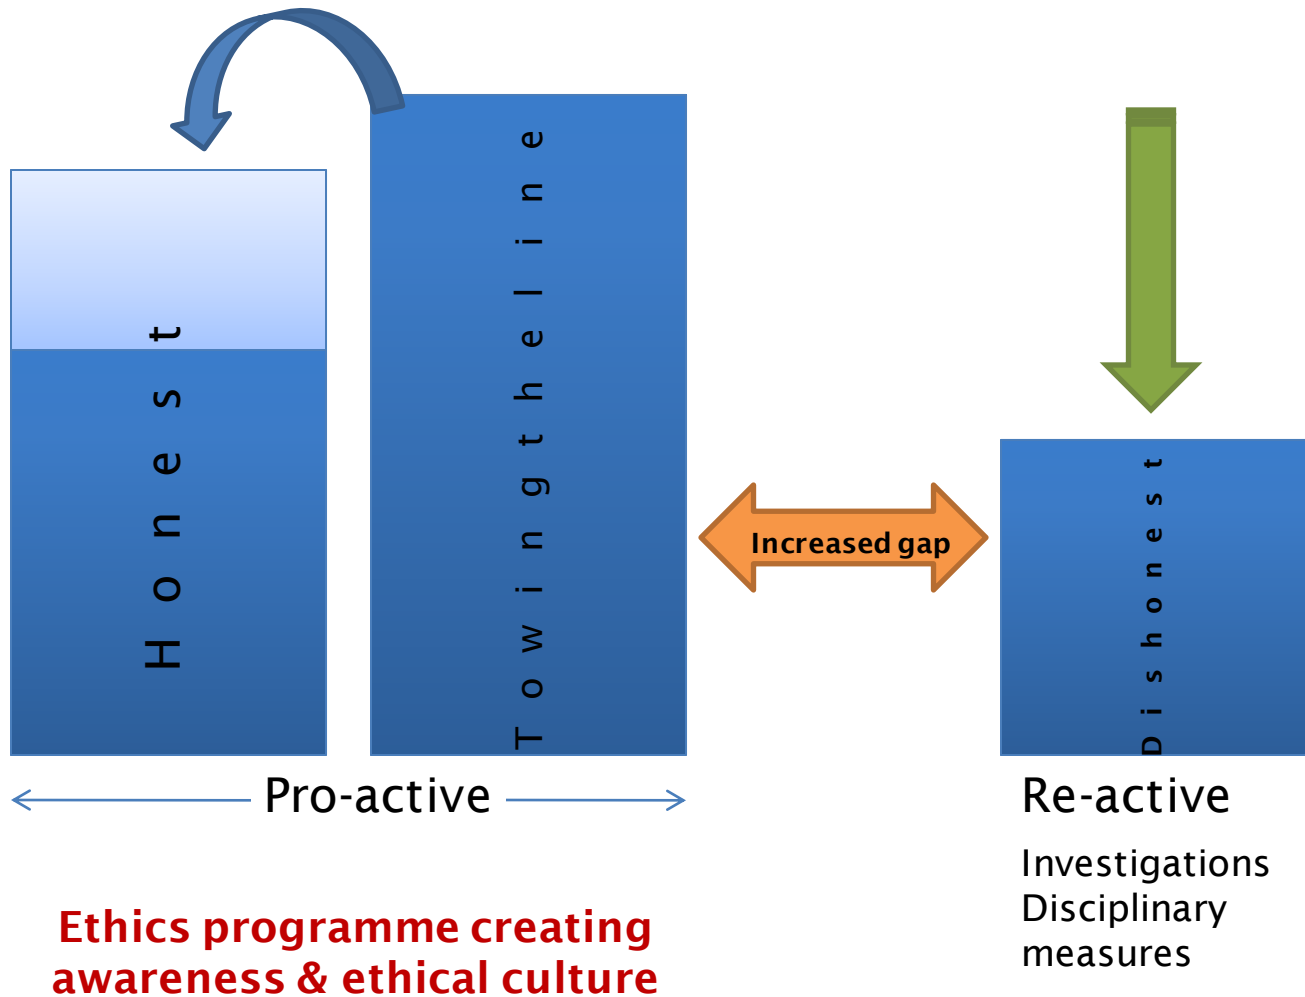 Honest
Towing the line
Dishonest
Increased gap
Pro-active
Re-active
Investigations
Disciplinary
measures
Ethics programme creating
awareness & ethical culture